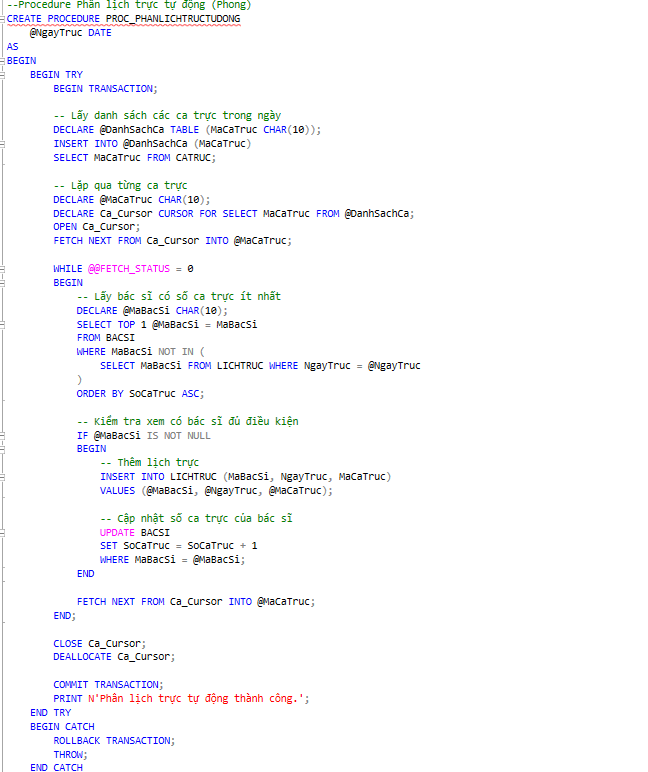 --Procedure Phân lịch trực tự động (Phong)
CREATE PROCEDURE PROC_PHANLICHTRUCTUDONG
@NgayTruc DATE
AS
BEGIN
BEGIN TRY
BEGIN TRANSACTION;
-- Lấy danh sách các ca trực trong ngày
DECLARE @DanhSachCa TABLE (MaCaTruc CHAR(10));
INSERT INTO @DanhSachCa (MaCaTruc)
SELECT MaCaTruc FROM CATRUC;
-- Lặp qua từng ca trực
DECLARE @MaCaTruc CHAR(10);
DECLARE Ca_Cursor CURSOR FOR SELECT MaCaTruc FROM @DanhSachCa;
OPEN Ca_Cursor;
FETCH NEXT FROM Ca_Cursor INTO @MaCaTruc;
WHILE @@FETCH_STATUS = 0
BEGIN
-- Lấy bác sĩ có số ca trực ít nhất
DECLARE @MaBacSi CHAR(10);
SELECT TOP 1 @MaBacSi = MaBacSi
FROM BACSI
WHERE MaBacSi NOT IN (
SELECT MaBacSi FROM LICHTRUC WHERE NgayTruc = @NgayTruc
)
ORDER BY SoCaTruc ASC;
-- Kiểm tra xem có bác sĩ đủ điều kiện
IF @MaBacSi IS NOT NULL
BEGIN
-- Thêm lịch trực
INSERT INTO LICHTRUC (MaBacSi, NgayTruc, MaCaTruc)
VALUES (@MaBacSi, @NgayTruc, @MaCaTruc);
-- Cập nhật số ca trực của bác sĩ
UPDATE BACSI
SET SoCaTruc = SoCaTruc + 1
WHERE MaBacSi = @MaBacSi;
END
FETCH NEXT FROM Ca_Cursor INTO @MaCaTruc;
END;
CLOSE Ca_Cursor;
DEALLOCATE Ca_Cursor;
COMMIT TRANSACTION;
PRINT N'Phân lịch trực tự động thành công.';
END TRY
BEGIN CATCH
ROLLBACK TRANSACTION;
THROW;
END CATCH